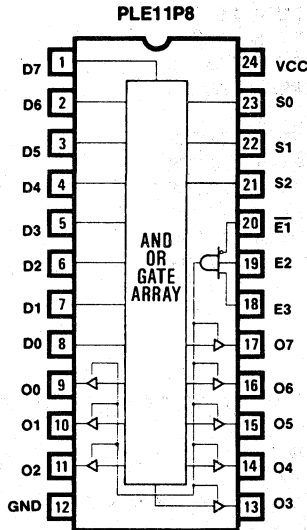 PLE11P8
D7 1 24 VCC
D6 2 23 S0
D5 3 22 S1
D4 4 21 S2
D3 5 20 E1
D2 6 19 E2
D1 7 18 E3
D0 8 17 O7
O0 9 16 O6
O1 10 15 O5
O2 11 14 O4
GND 12 13 O3
AND
OR
GATE
ARRAY